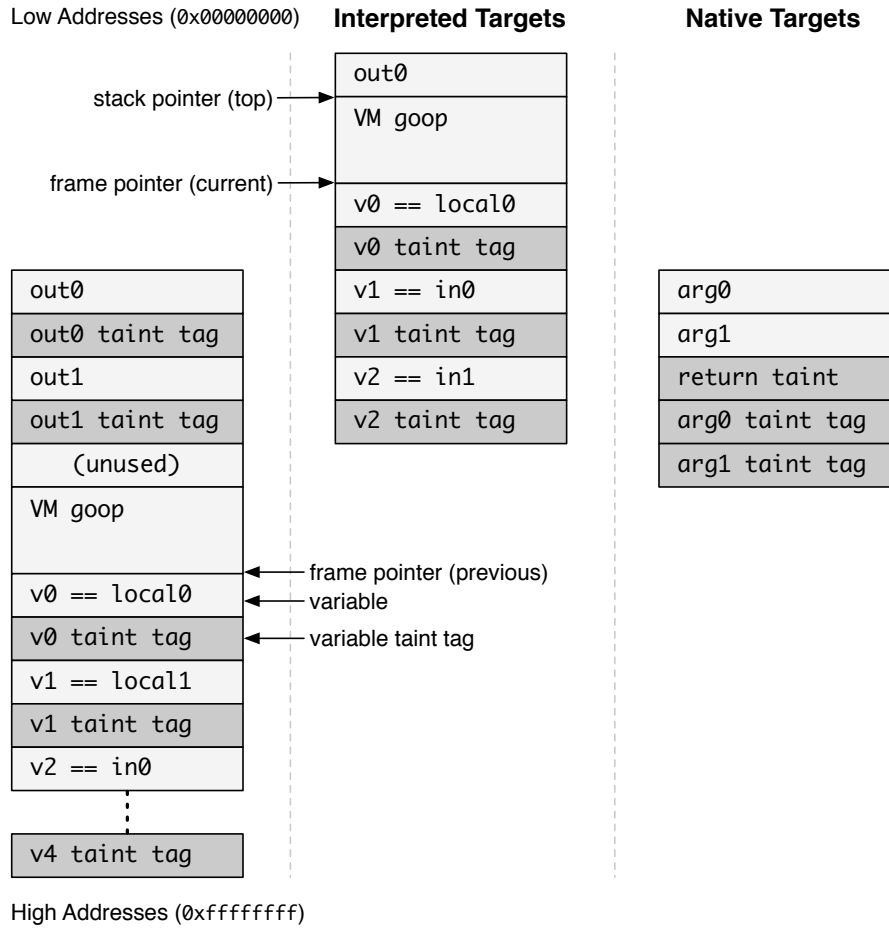 Low Addresses (0x00000000)
Interpreted Targets
Native Targets
out0
stack pointer (top)
VM goop
frame pointer (current)
v0 == local0
v0 taint tag
v1 == in0
v1 taint tag
v2 == in1
v2 taint tag
out0
out0 taint tag
out1
out1 taint tag
(unused)
VM goop
frame pointer (previous)
v0 == local0
variable
v0 taint tag
variable taint tag
v1 == local1
v1 taint tag
v2 == in0
v4 taint tag
arg0
arg1
return taint
arg0 taint tag
arg1 taint tag
High Addresses (0xffffffff)